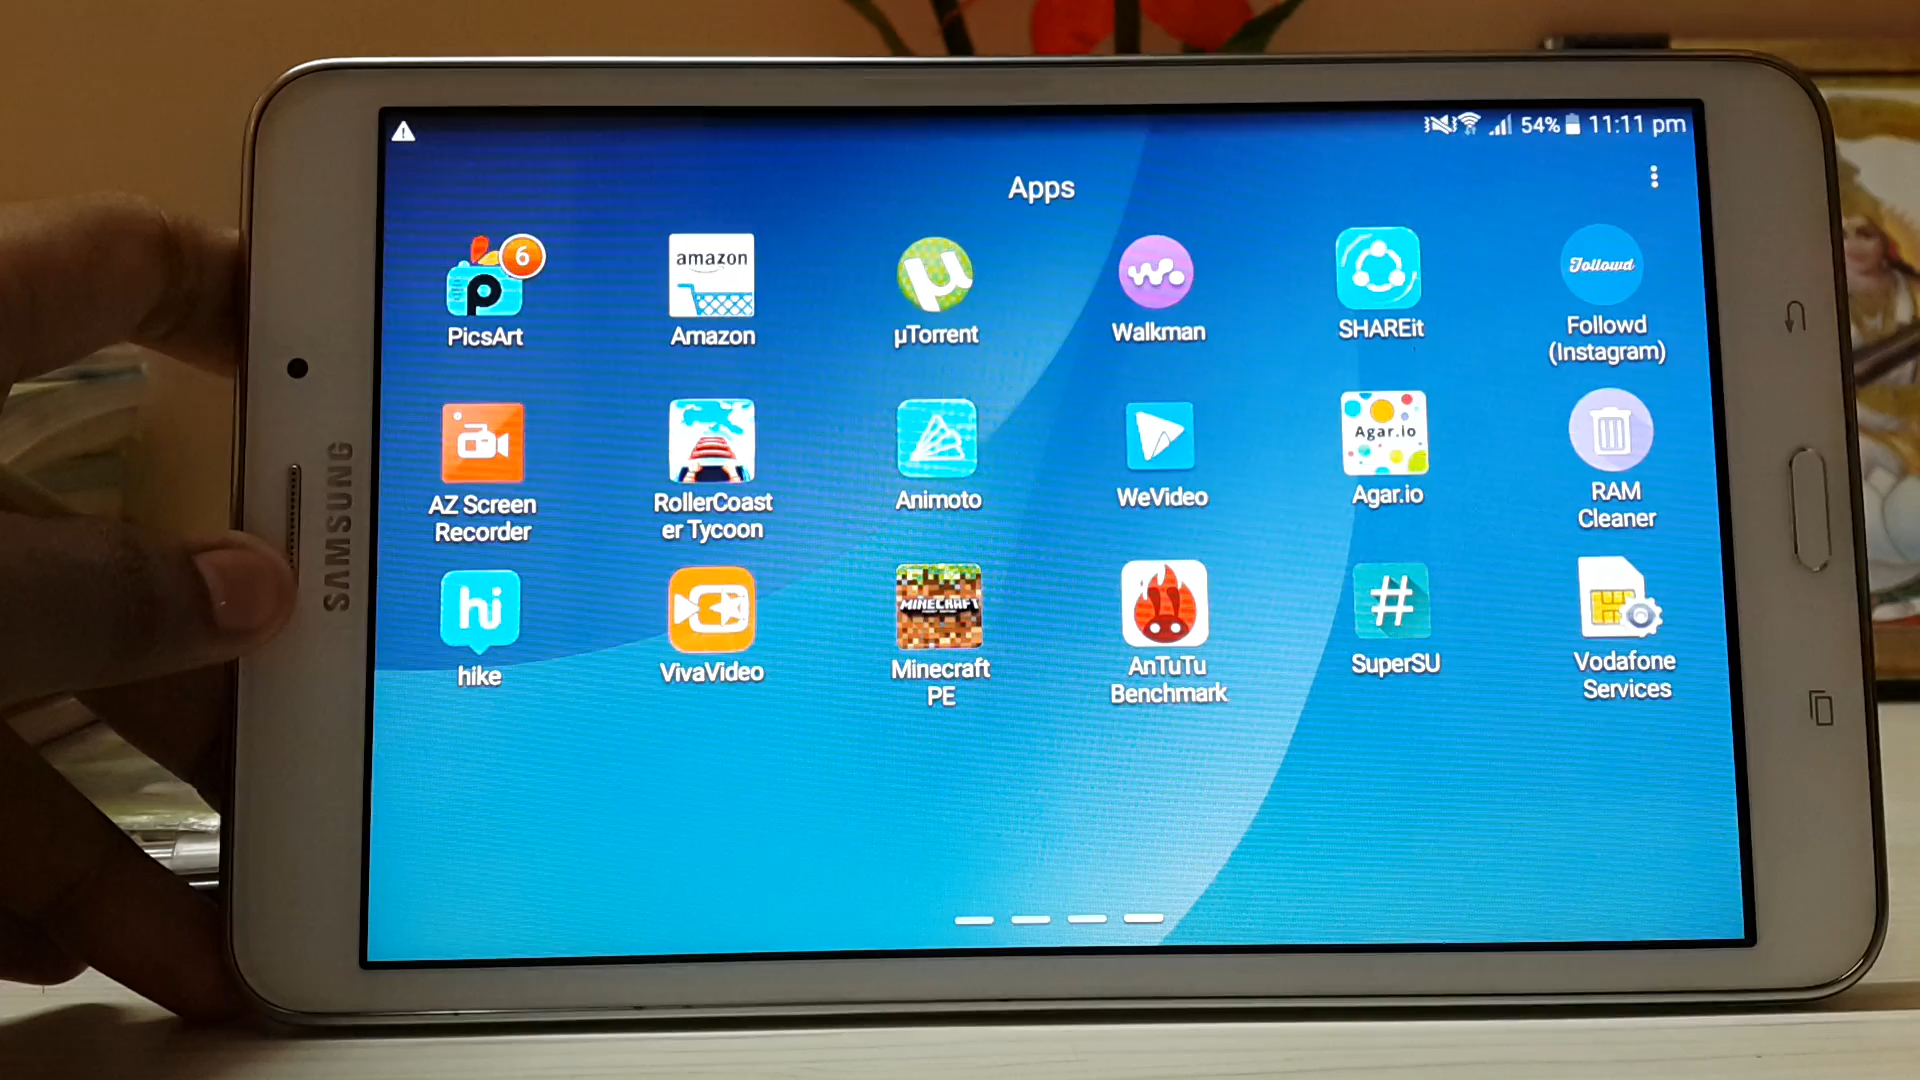 54% 11:11 pm
Apps
6
amazon
µ
Followd
PicsArt
Amazon
µTorrent
Walkman
SHAREit
Followd
(Instagram)
Agar.io
AZ Screen
Recorder
RollerCoast
er Tycoon
Animoto
WeVideo
Agar.io
RAM
Cleaner
hi
MINECRAFT
#
hike
VivaVideo
Minecraft
PE
AnTuTu
Benchmark
SuperSU
Vodafone
Services
SAMSUNG